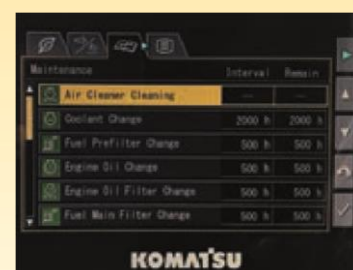 Maintenance Interval Remain
Air Cleaner Cleaning — —
Coolant Change 2000 h 2000 h
Fuel Prefilter Change 500 h 500 h
Engine Oil Change 500 h 500 h
Engine Oil Filter Change 500 h 500 h
Fuel Main Filter Change 500 h 500 h
KOMATSU